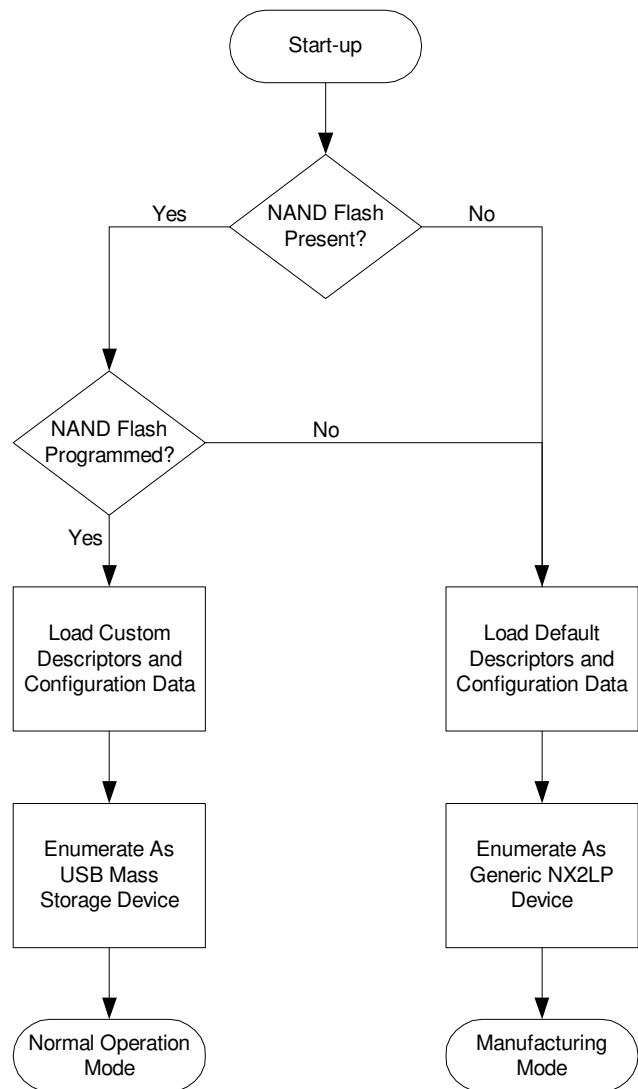 Start-up
NAND Flash
Present?
Yes
No
NAND Flash
Programmed?
No
Yes
Load Custom
Descriptors and
Configuration Data
Load Default
Descriptors and
Configuration Data
Enumerate As
USB Mass
Storage Device
Enumerate As
Generic NX2LP
Device
Normal Operation
Mode
Manufacturing
Mode